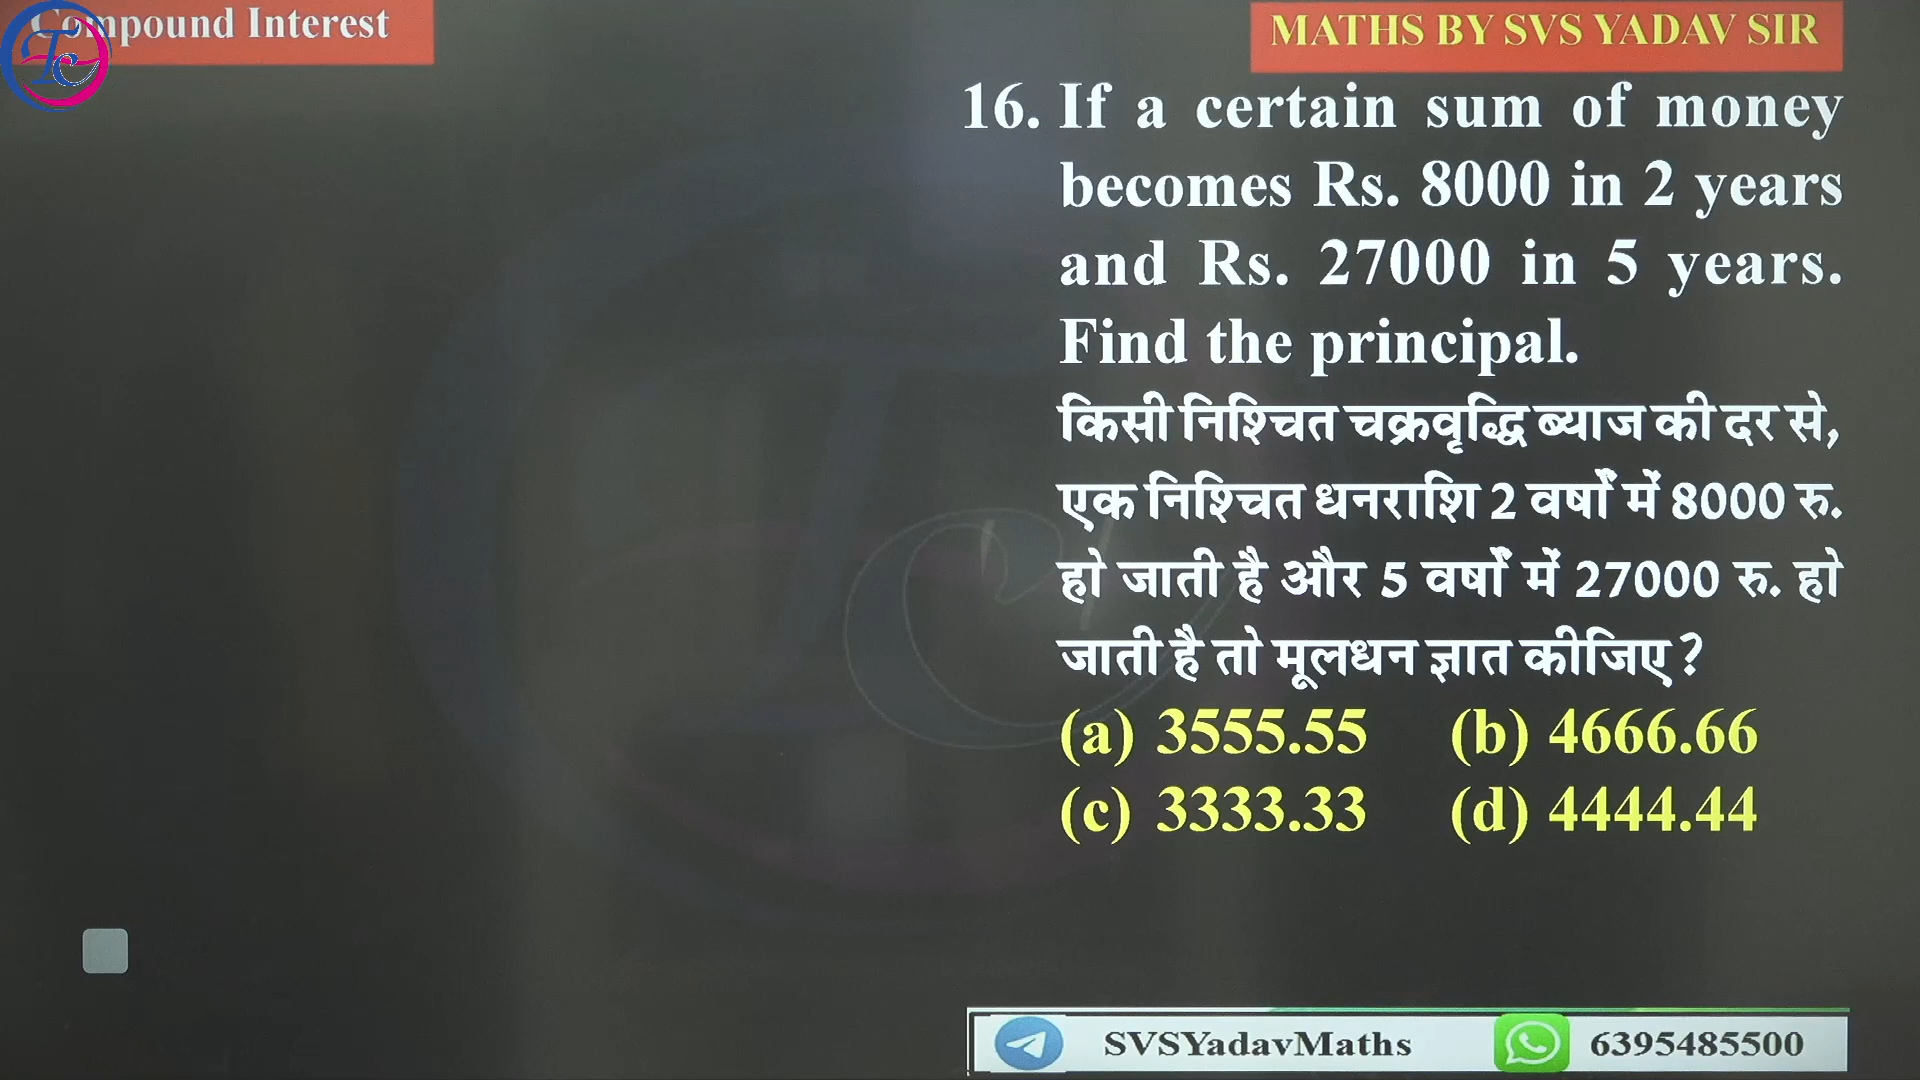 Compound Interest
MATHS BY SVS YADAV SIR
16. If a certain sum of money
becomes Rs. 8000 in 2 years
and Rs. 27000 in 5 years.
Find the principal.
किसी निश्चित चक्रवृद्धि ब्याज की दर से,
एक निश्चित धनराशि 2 वर्षों में 8000 रु.
हो जाती है और 5 वर्षों में 27000 रु. हो
जाती है तो मूलधन ज्ञात कीजिए ?
(a) 3555.55 (b) 4666.66
(c) 3333.33 (d) 4444.44
SVSYadavMaths 6395485500